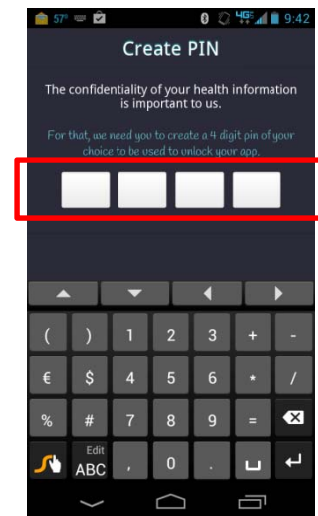 57° 4G 9:42
Create PIN
The confidentiality of your health information
is important to us.
For that, we need you to create a 4 digit pin of your
choice to be used to unlock your app.
( ) 1 2 3 + -
€ $ 4 5 6 * /
% # 7 8 9 =
Edit
ABC , 0 .